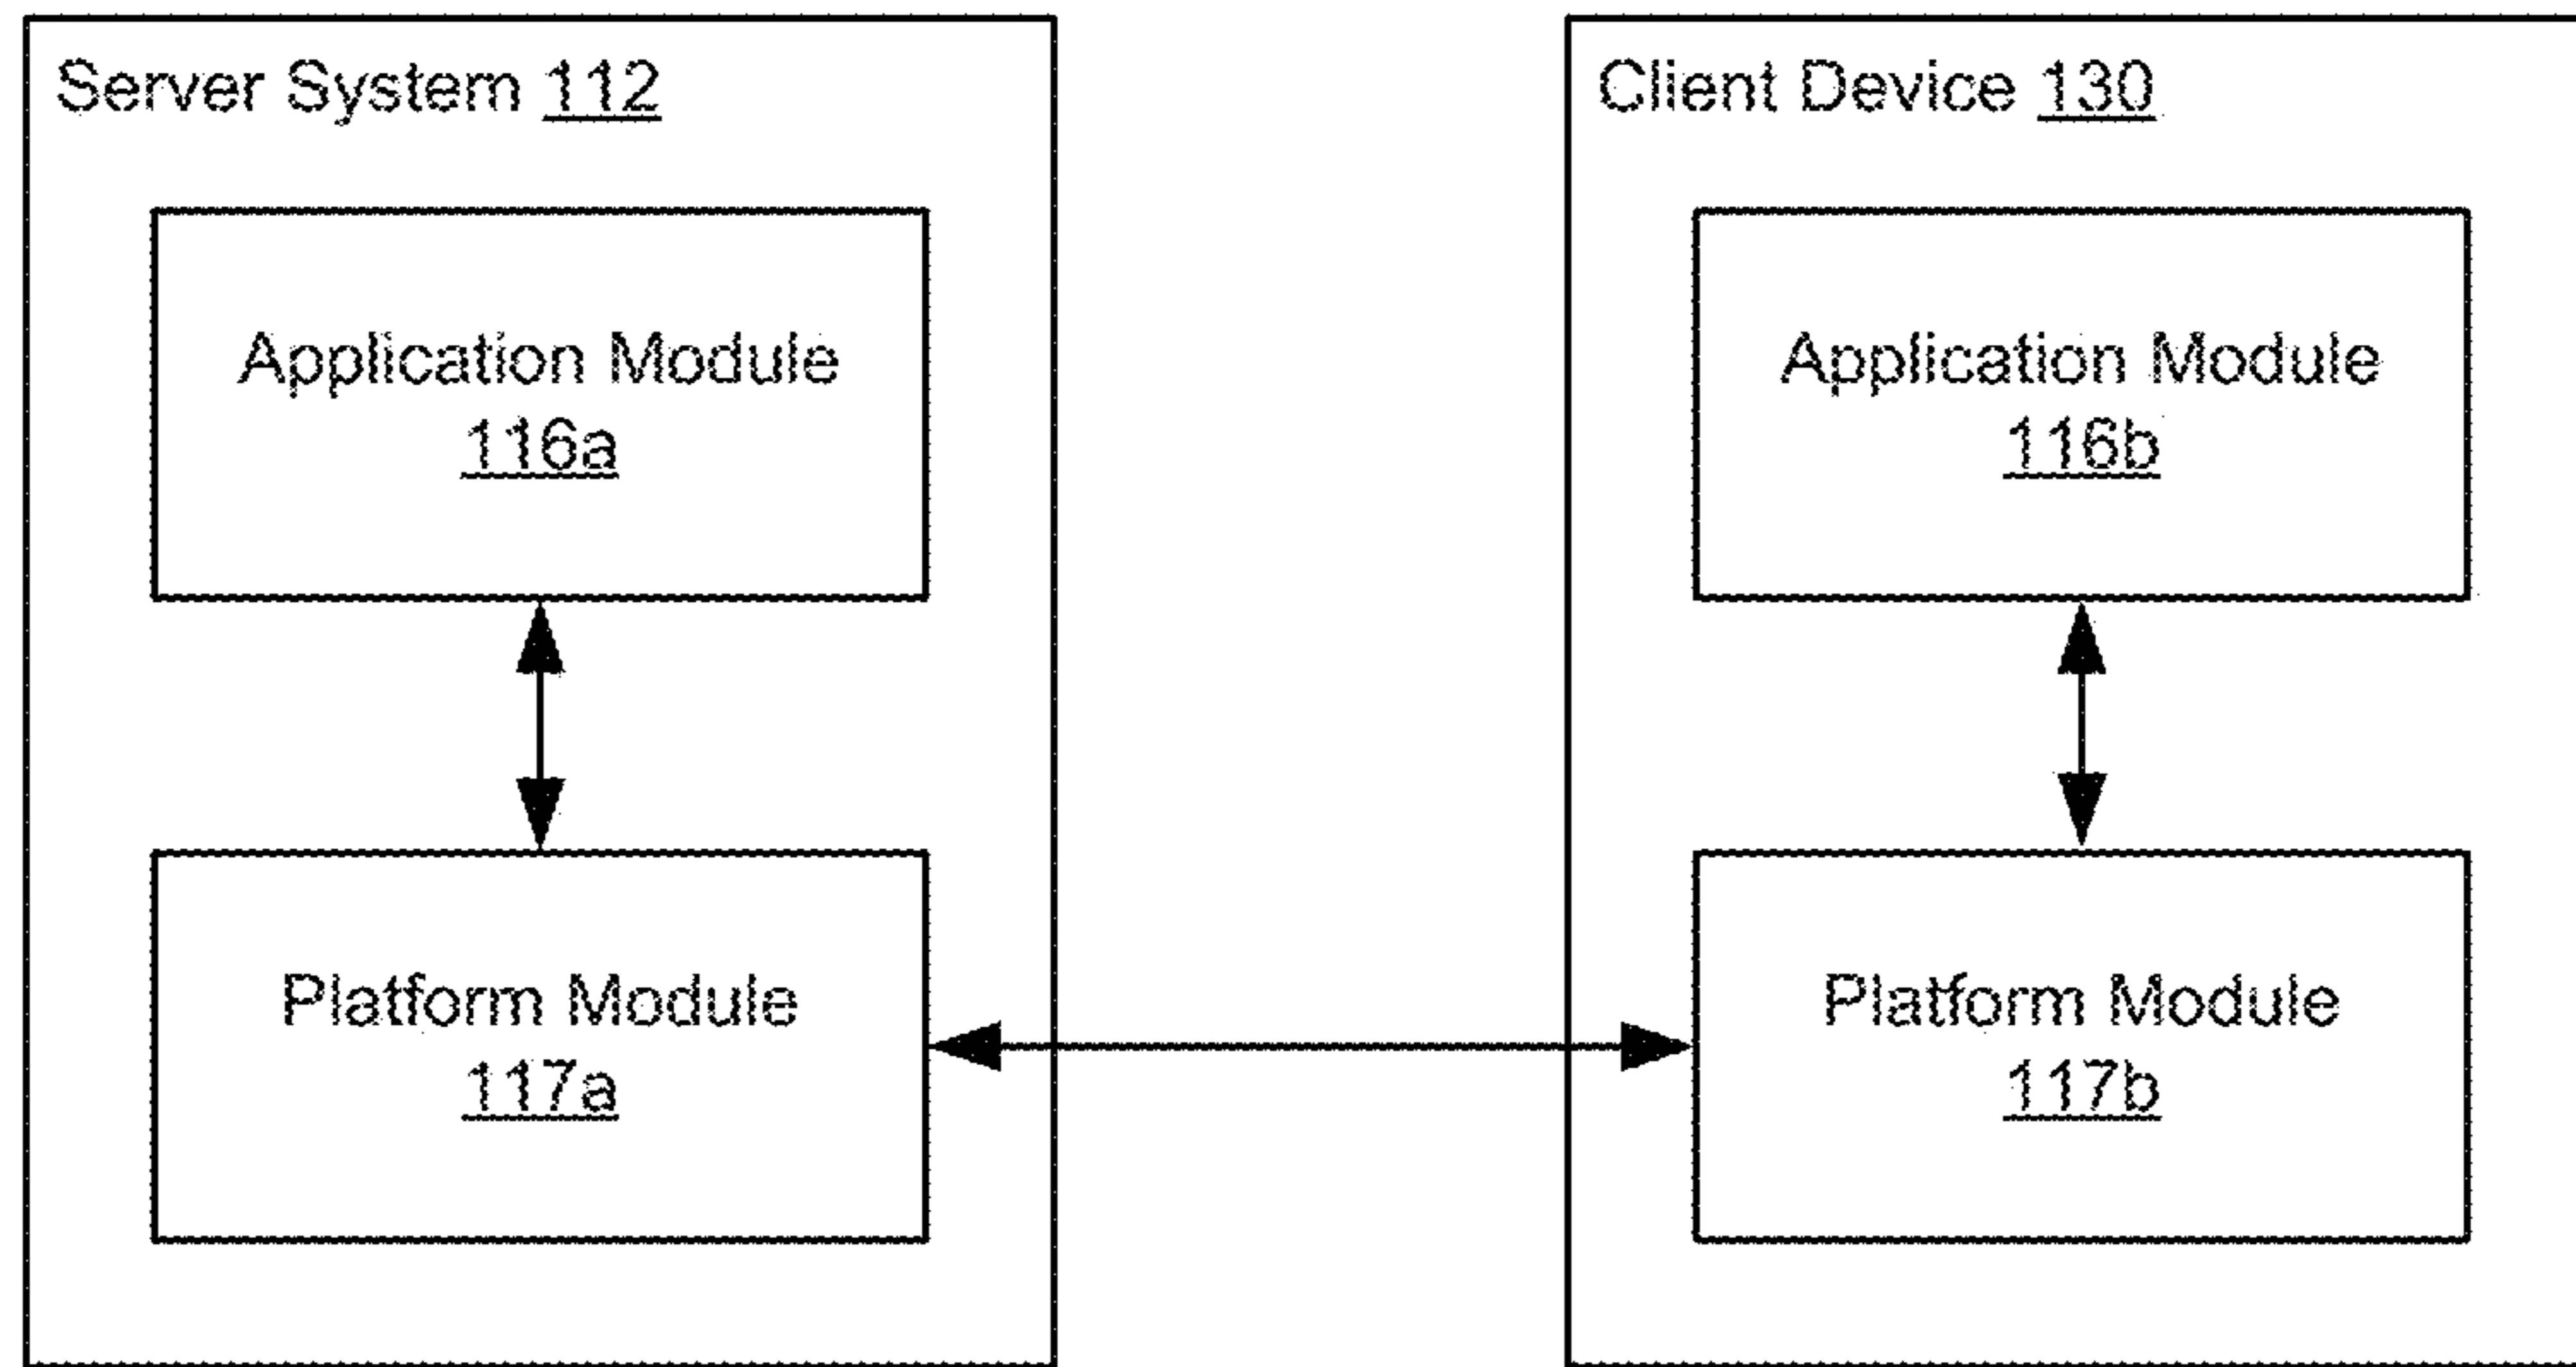 Server System 112
Application Module
116a
Platform Module
117a
Client Device 130
Application Module
116b
Platform Module
117b